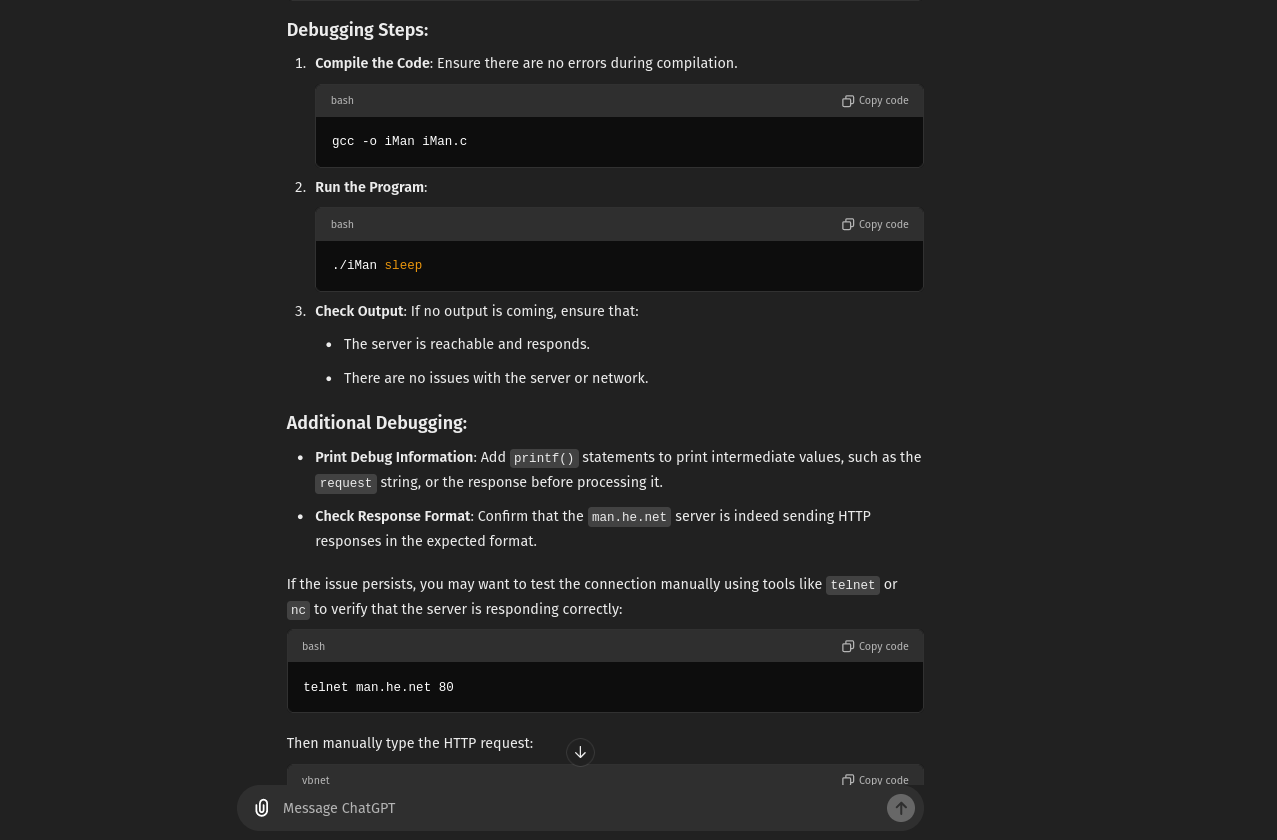 Debugging Steps:
1. Compile the Code: Ensure there are no errors during compilation.
bash
Copy code
gcc -o iMan iMan.c
2. Run the Program:
bash
Copy code
./iMan sleep
3. Check Output: If no output is coming, ensure that:
• The server is reachable and responds.
• There are no issues with the server or network.
Additional Debugging:
• Print Debug Information: Add printf() statements to print intermediate values, such as the
request string, or the response before processing it.
• Check Response Format: Confirm that the man.he.net server is indeed sending HTTP
responses in the expected format.
If the issue persists, you may want to test the connection manually using tools like telnet or
nc to verify that the server is responding correctly:
bash
Copy code
telnet man.he.net 80
Then manually type the HTTP request:
vbnet
Copy code
Message ChatGPT